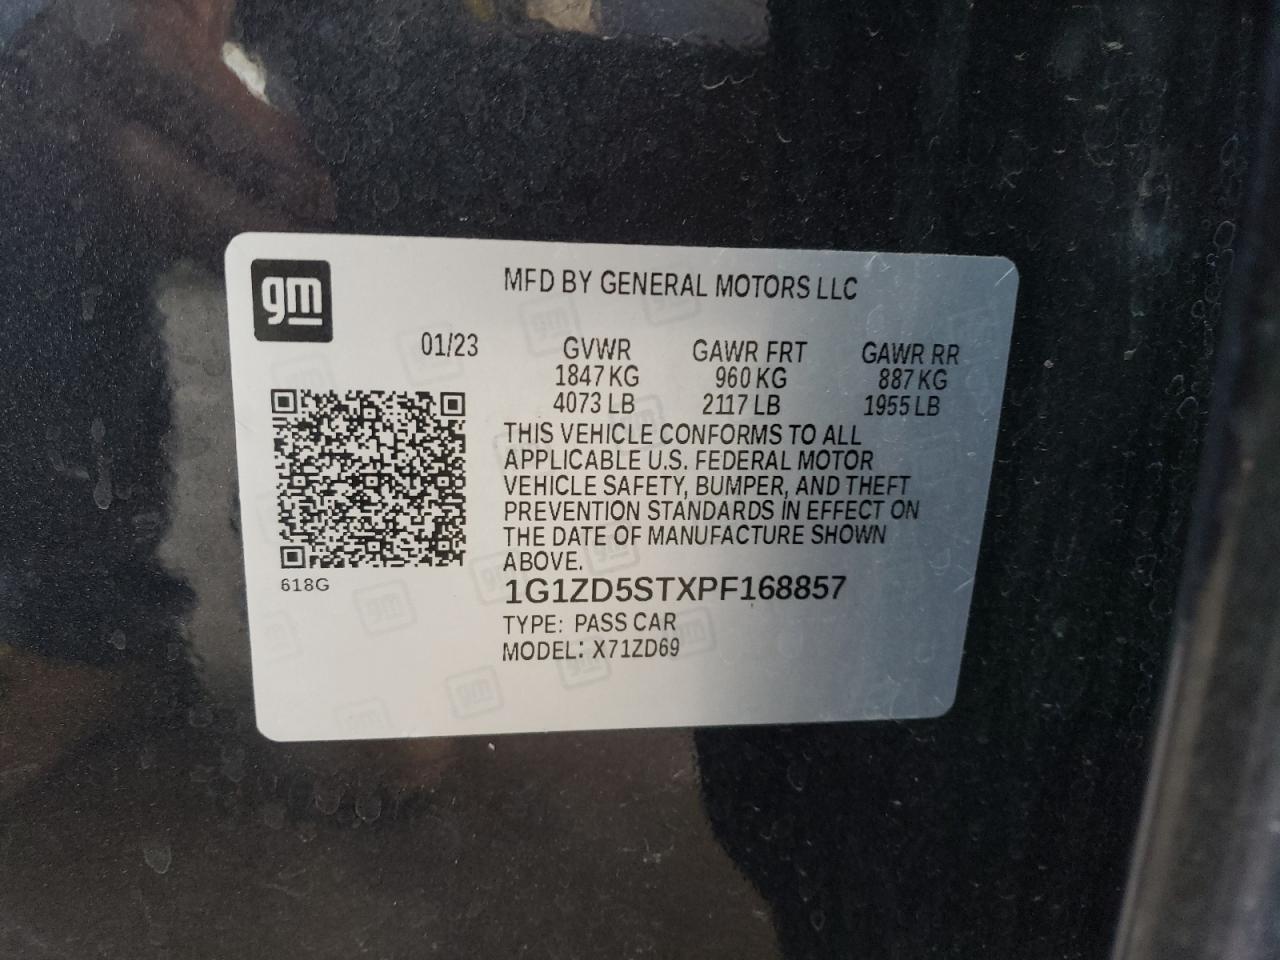 gm
MFD BY GENERAL MOTORS LLC
01/23 GVWR GAWR FRT GAWR RR
1847 KG 960 KG 887 KG
4073 LB 2117 LB 1955 LB
THIS VEHICLE CONFORMS TO ALL
APPLICABLE U.S. FEDERAL MOTOR
VEHICLE SAFETY, BUMPER, AND THEFT
PREVENTION STANDARDS IN EFFECT ON
THE DATE OF MANUFACTURE SHOWN
ABOVE.
618G
1G1ZD5STXPF168857
TYPE: PASS CAR
MODEL: X71ZD69